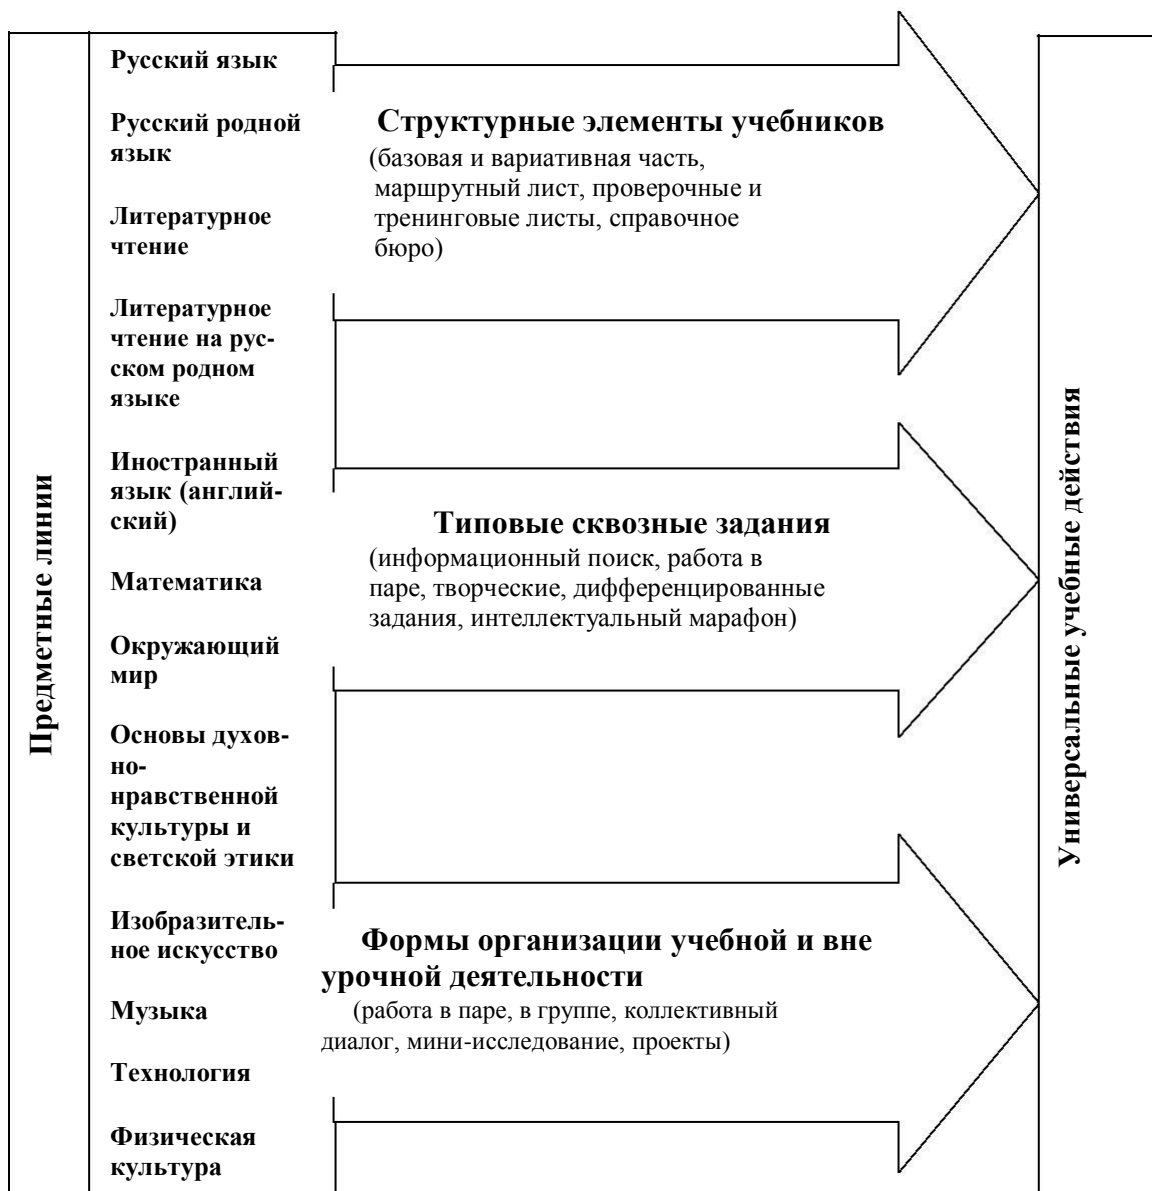 Предметные линии
Русский язык
Русский родной
язык
Литературное
чтение
Литературное
чтение на рус-
ском родном
языке
Иностранный
язык (англий-
ский)
Математика
Окружающий
мир
Основы духов-
но-
нравственной
культуры и
светской этики
Изобразитель-
ное искусство
Музыка
Технология
Физическая
культура
Структурные элементы учебников
(базовая и вариативная часть,
маршрутный лист, проверочные и
тренинговые листы, справочное
бюро)
Типовые сквозные задания
(информационный поиск, работа в
паре, творческие, дифференцированные
задания, интеллектуальный марафон)
Формы организации учебной и вне
урочной деятельности
(работа в паре, в группе, коллективный
диалог, мини-исследование, проекты)
Универсальные учебные действия